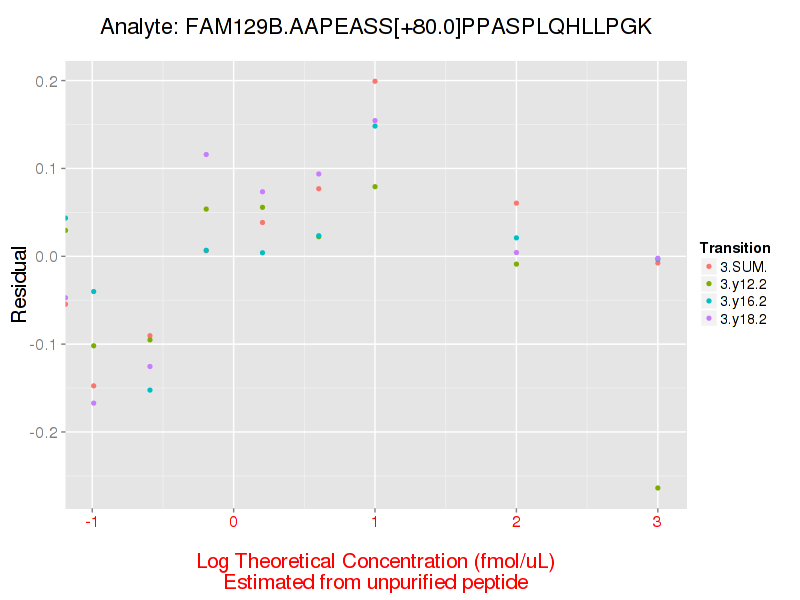 Analyte: FAM129B.AAPEASS[+80.0]PPASPLQHLLPGK
0.2
0.1
0.0
-0.1
-0.2
Residual
-1 0 1 2 3
Log Theoretical Concentration (fmol/uL)
Estimated from unpurified peptide
Transition
3.SUM.
3.y12.2
3.y16.2
3.y18.2